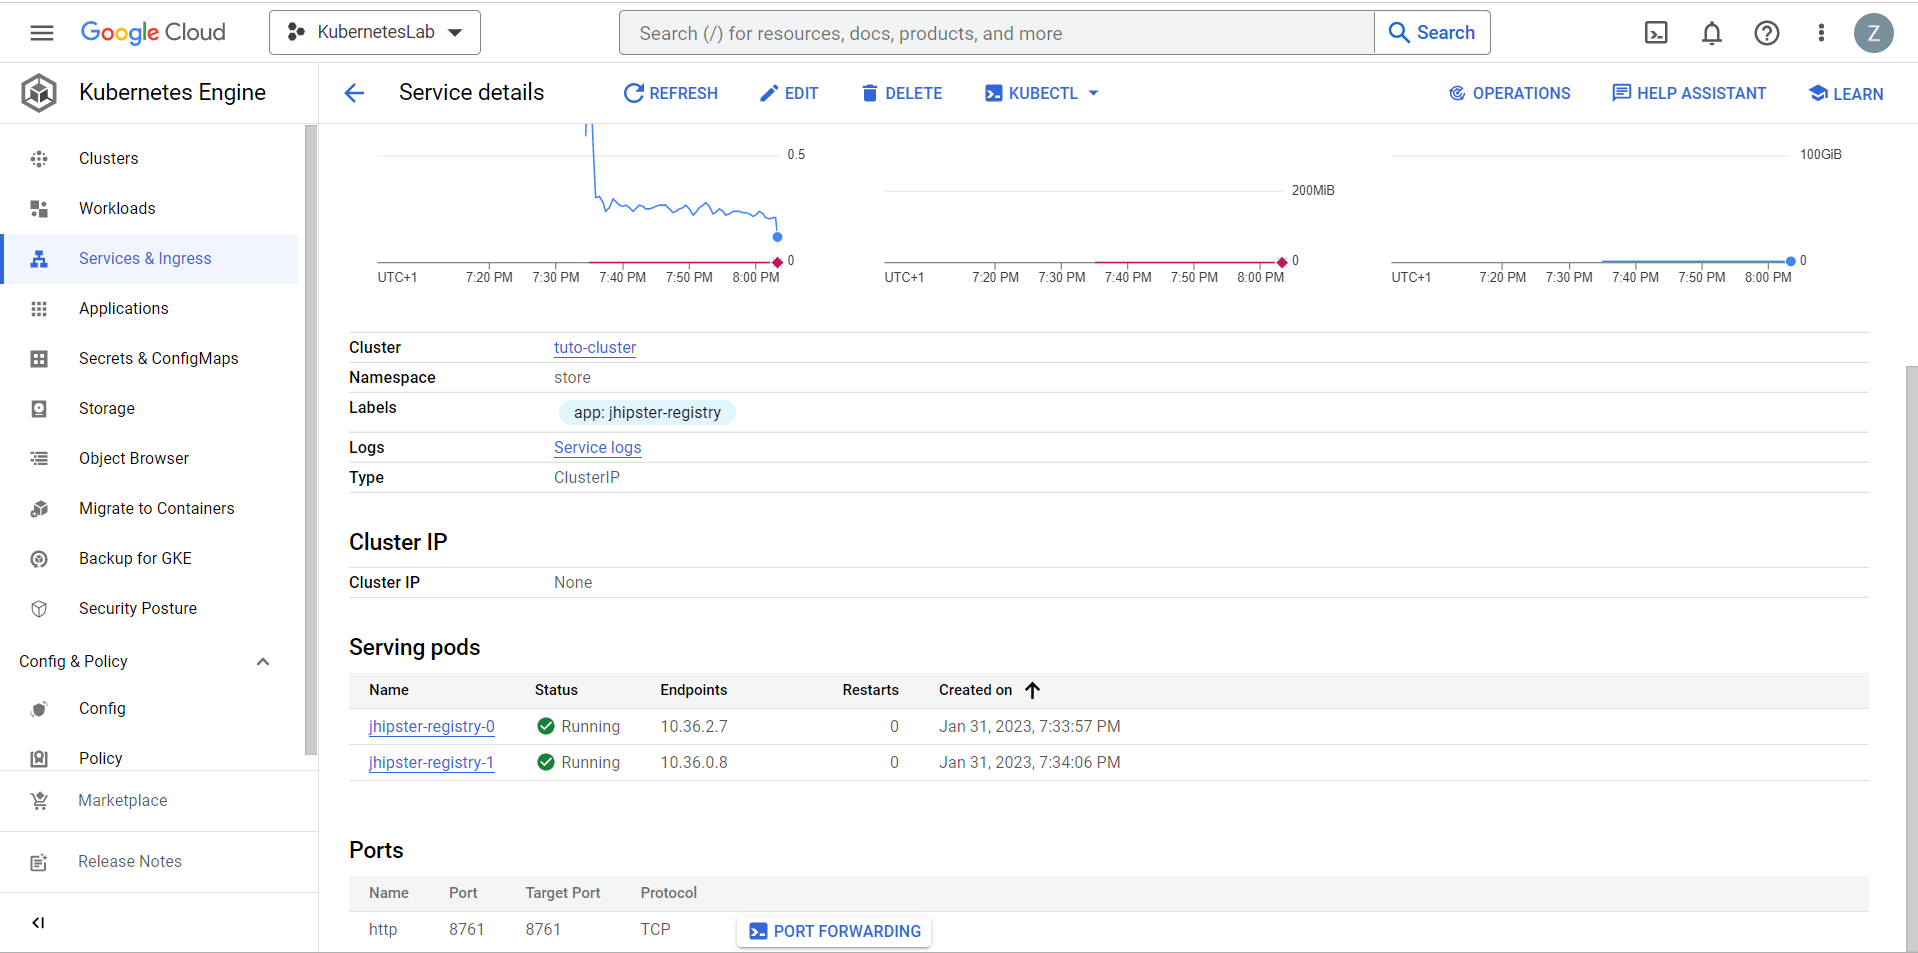 Google Cloud
KubernetesLab
Search (/) for resources, docs, products, and more
Search
Z
Kubernetes Engine
Service details
REFRESH
EDIT
DELETE
KUBECTL
OPERATIONS
HELP ASSISTANT
LEARN
Clusters
Workloads
Services & Ingress
Applications
Secrets & ConfigMaps
Storage
Object Browser
Migrate to Containers
Backup for GKE
Security Posture
Config & Policy
Config
Policy
Marketplace
Release Notes
0.5
0
UTC+1 7:20 PM 7:30 PM 7:40 PM 7:50 PM 8:00 PM
200MiB
0
UTC+1 7:20 PM 7:30 PM 7:40 PM 7:50 PM 8:00 PM
100GiB
0
UTC+1 7:20 PM 7:30 PM 7:40 PM 7:50 PM 8:00 PM
Cluster tuto-cluster
Namespace store
Labels app: jhipster-registry
Logs Service logs
Type ClusterIP
Cluster IP
Cluster IP None
Serving pods
Name Status Endpoints Restarts Created on
jhipster-registry-0 Running 10.36.2.7 0 Jan 31, 2023, 7:33:57 PM
jhipster-registry-1 Running 10.36.0.8 0 Jan 31, 2023, 7:34:06 PM
Ports
Name Port Target Port Protocol
http 8761 8761 TCP PORT FORWARDING